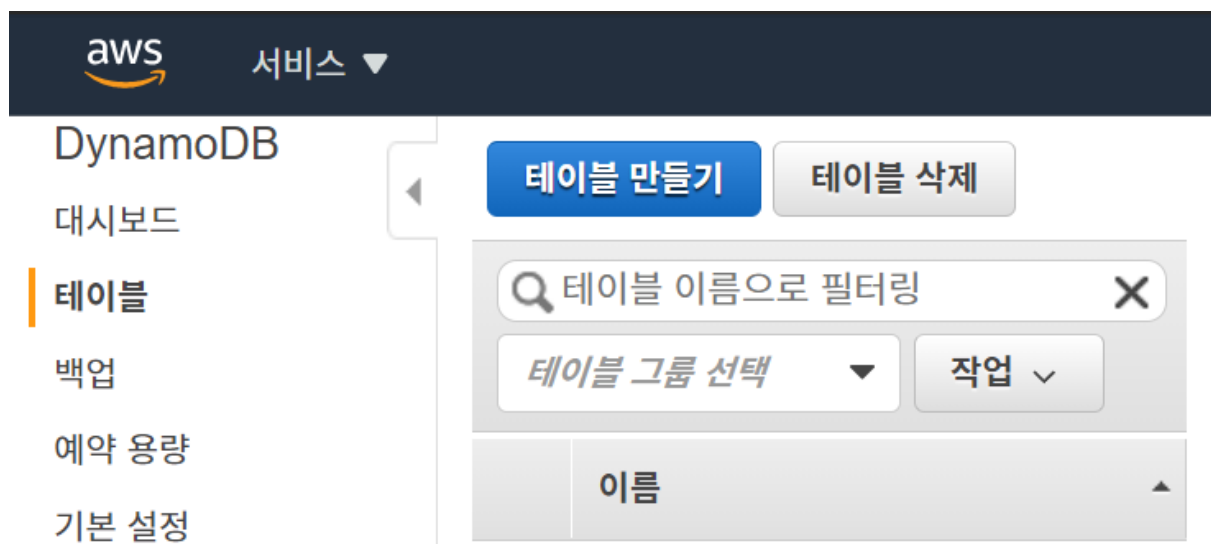 aws 서비스
DynamoDB
대시보드
테이블
백업
예약 용량
기본 설정
테이블 만들기 테이블 삭제
테이블 이름으로 필터링
테이블 그룹 선택 작업
이름